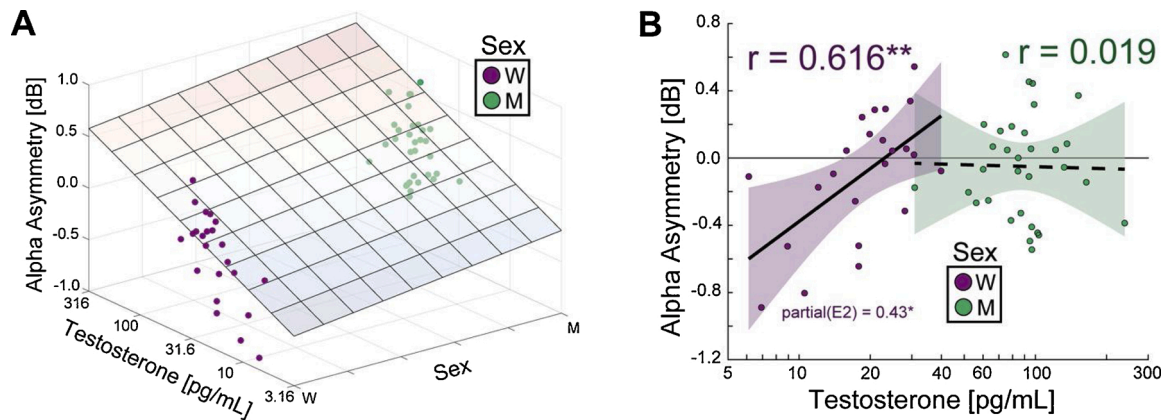 A
Sex
W
M
Alpha Asymmetry [dB]
1.0
0.5
0.0
-0.5
-1.0
316
100
31.6
10
3.16
Testosterone [pg/mL]
W
M
Sex
B
r = 0.616**
r = 0.019
Alpha Asymmetry [dB]
0.8
0.4
0.0
-0.4
-0.8
-1.2
partial(E2) = 0.43*
Sex
W
M
5 10 20 40 60 100 300
Testosterone [pg/mL]